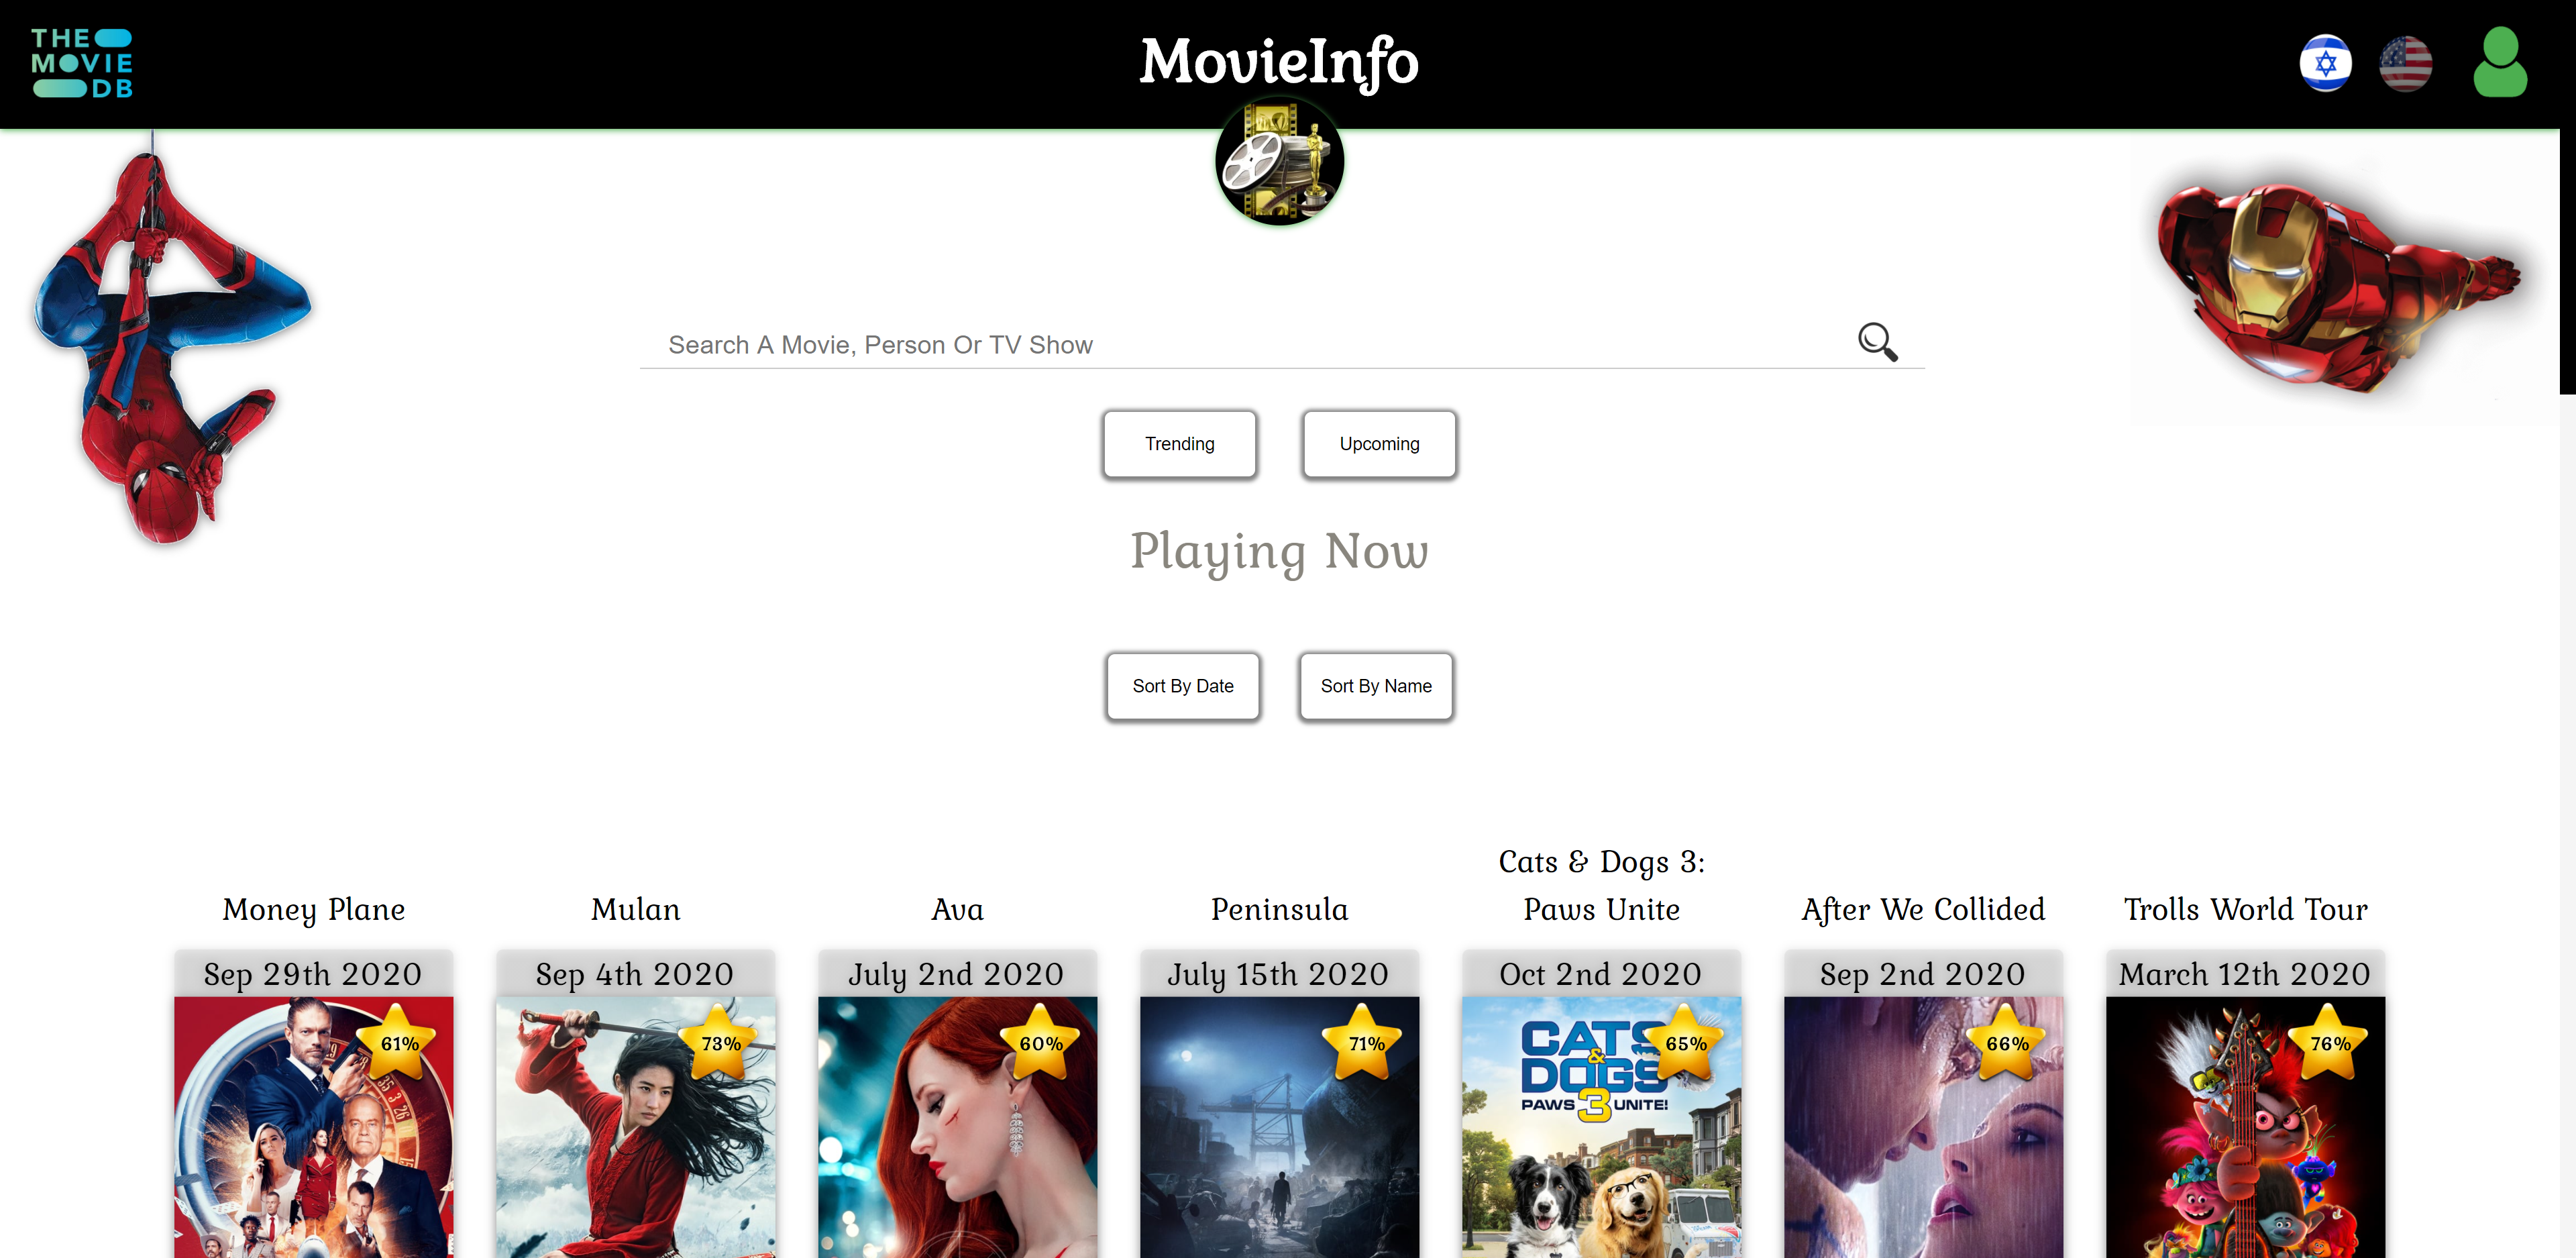 THE
MOVIE
DB
MovieInfo
Search A Movie, Person Or TV Show
Trending
Upcoming
Playing Now
Sort By Date
Sort By Name
Money Plane
Mulan
Ava
Peninsula
Cats & Dogs 3:
Paws Unite
After We Collided
Trolls World Tour
Sep 29th 2020
Sep 4th 2020
July 2nd 2020
July 15th 2020
Oct 2nd 2020
Sep 2nd 2020
March 12th 2020
61%
73%
60%
71%
65%
66%
76%
35 3 26
CATS
&
DOGS
PAWS 3 UNITE!